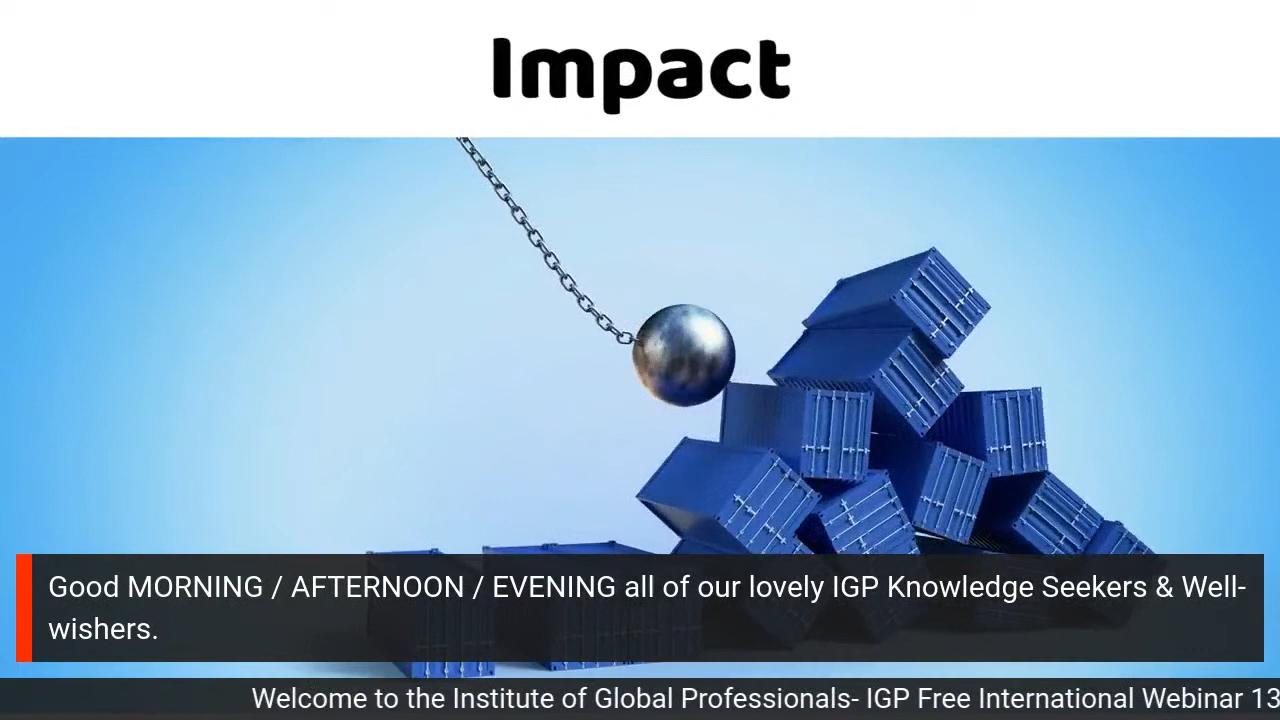 Impact
Good MORNING / AFTERNOON / EVENING all of our lovely IGP Knowledge Seekers & Well-
wishers.
Welcome to the Institute of Global Professionals- IGP Free International Webinar 13